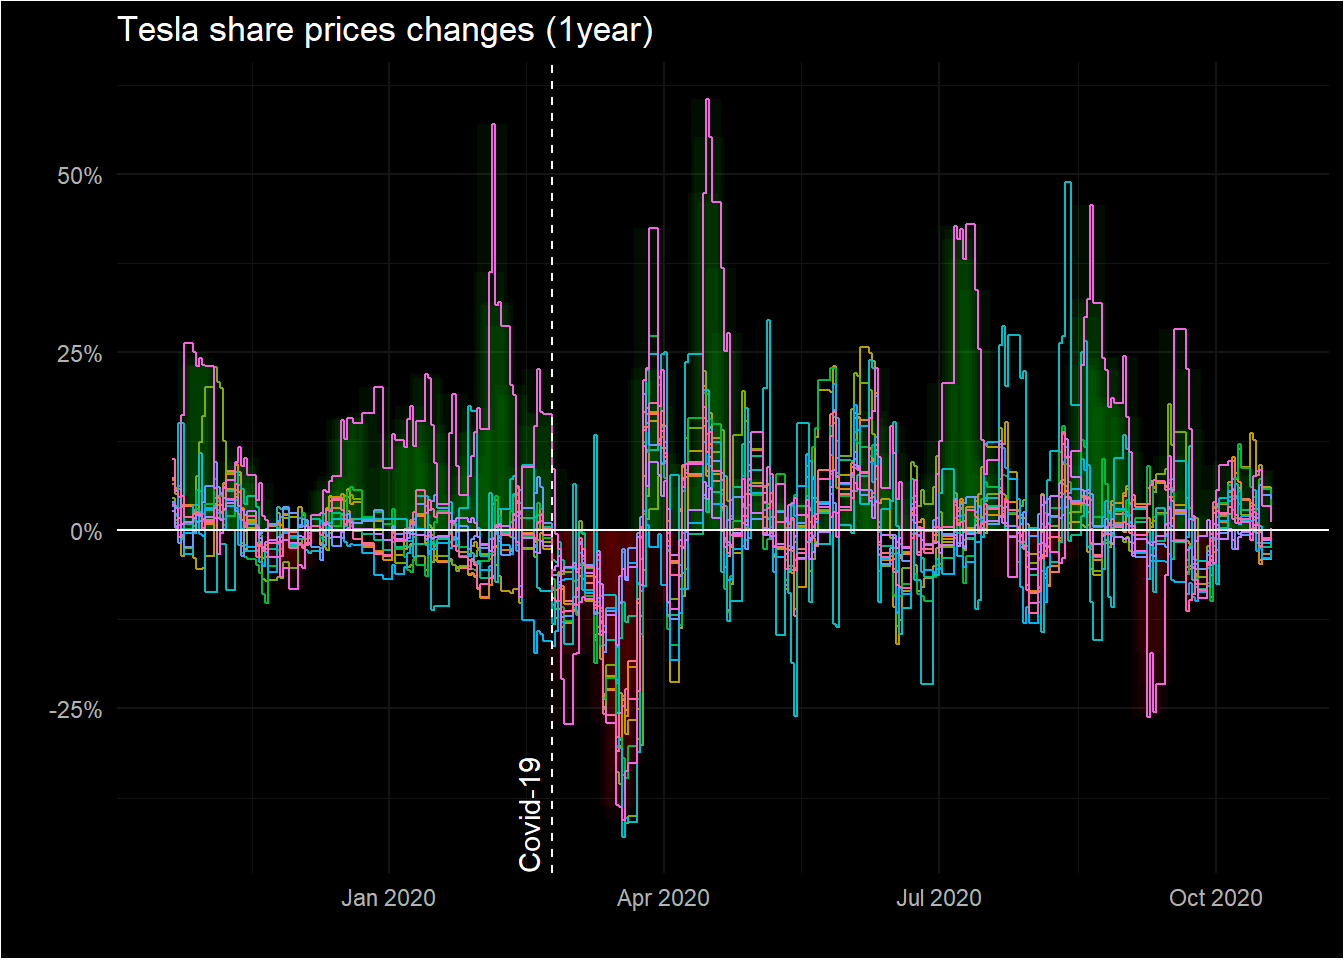 Tesla share prices changes (1year)
50%
25%
0%
-25%
Covid-19
Jan 2020
Apr 2020
Jul 2020
Oct 2020